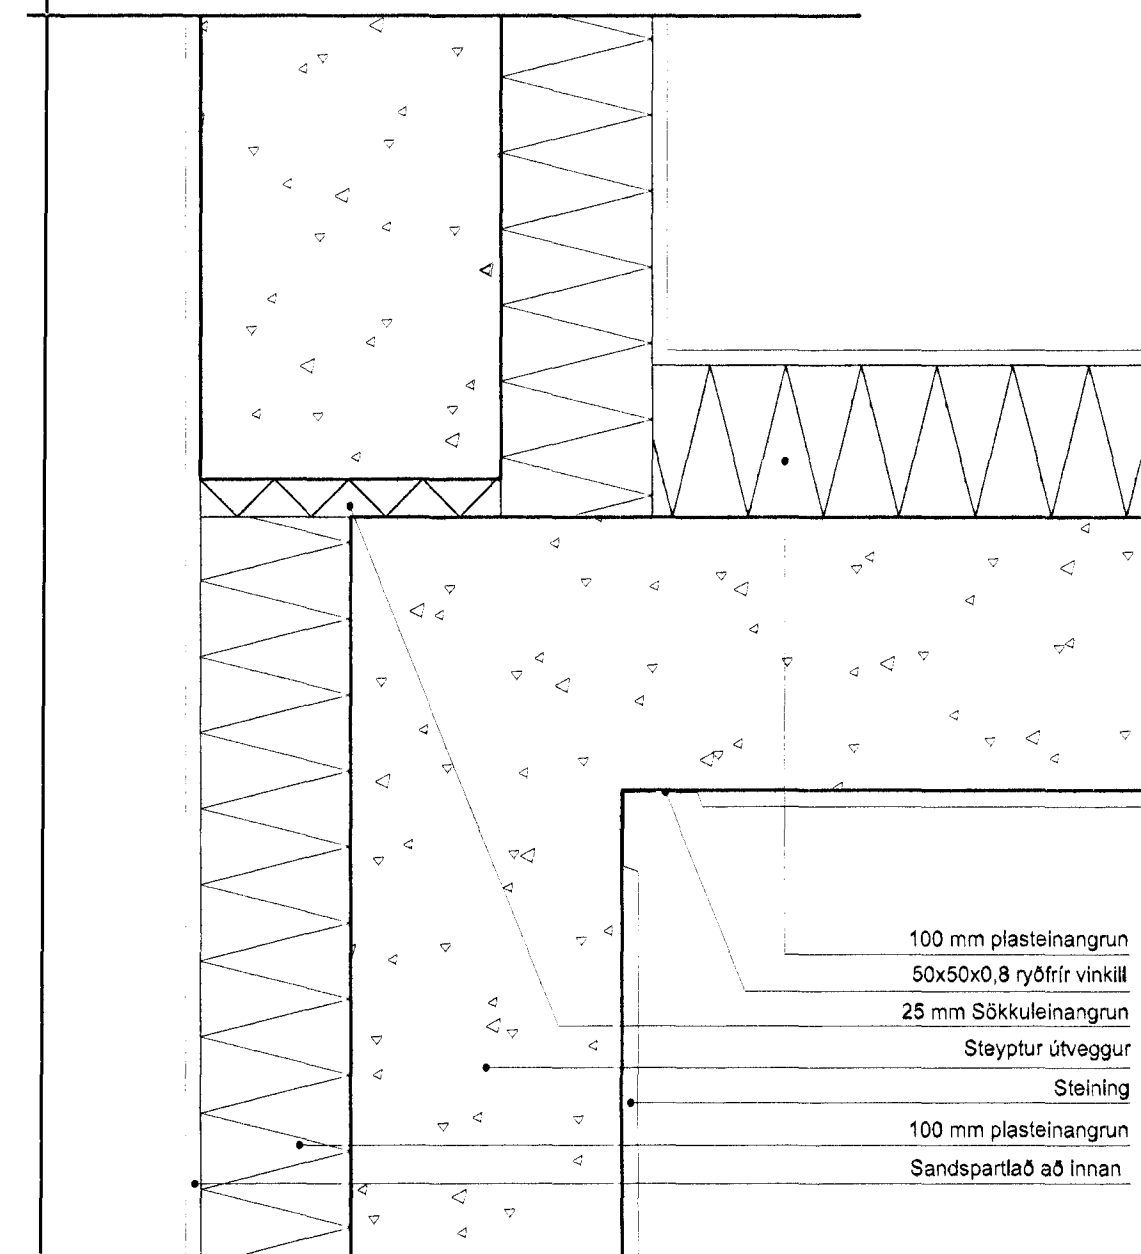 100 mm plasteinangrun
50x50x0,8 ryðfrír vinkill
25 mm Sökkuleinangrun
Steyptur útveggur
Steining
100 mm plasteinangrun
Sandspartlað að innan